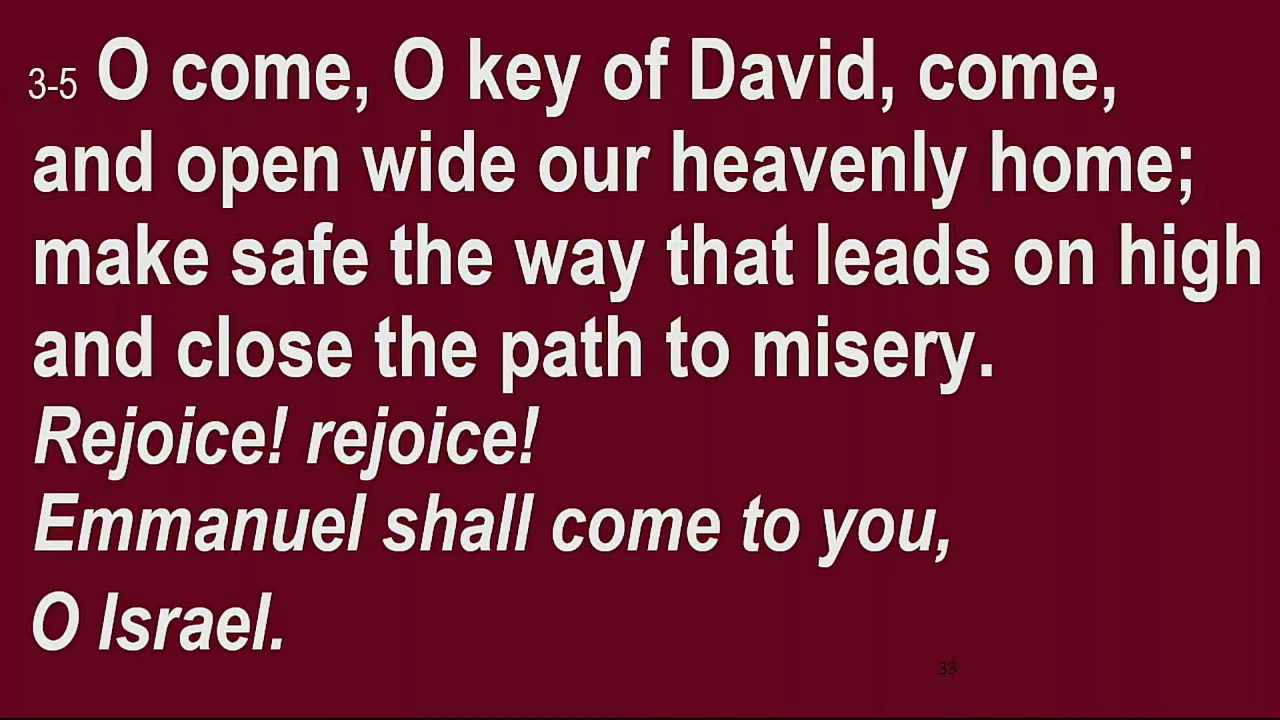 3-5 O come, O key of David, come,
and open wide our heavenly home;
make safe the way that leads on high
and close the path to misery.
Rejoice! rejoice!
Emmanuel shall come to you,
O Israel.
33